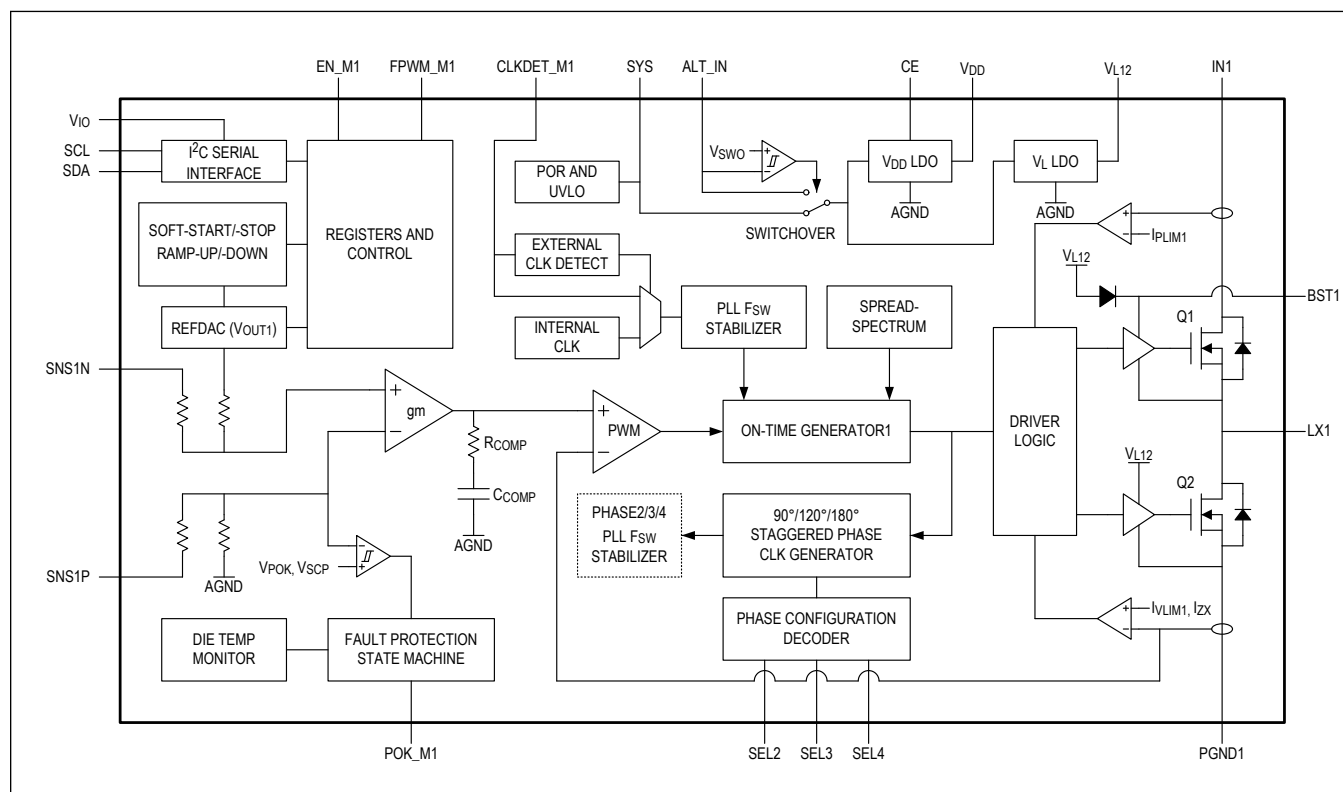 EN_M1
FPWM_M1
CLKDET_M1
SYS
ALT_IN
CE
VDD
VL12
IN1
VIO
SCL
SDA
I2C SERIAL
INTERFACE
SOFT-START/-STOP
RAMP-UP/-DOWN
REFDAC (VOUT1)
REGISTERS AND
CONTROL
POR AND
UVLO
VSWO
+
-
SWITCHOVER
VDD LDO
AGND
VL LDO
AGND
+
-
IPLIM1
EXTERNAL
CLK DETECT
INTERNAL
CLK
PLL FSW
STABILIZER
SPREAD-
SPECTRUM
VL12
BST1
Q1
SNS1N
+
-
gm
RCOMP
CCOMP
AGND
+
-
PWM
ON-TIME GENERATOR1
DRIVER
LOGIC
LX1
VL12
Q2
PHASE2/3/4
PLL FSW
STABILIZER
90°/120°/180°
STAGGERED PHASE
CLK GENERATOR
SNS1P
AGND
-
+
VPOK, VSCP
DIE TEMP
MONITOR
FAULT PROTECTION
STATE MACHINE
PHASE CONFIGURATION
DECODER
+
-
IVLIM1, IZX
POK_M1
SEL2
SEL3
SEL4
PGND1